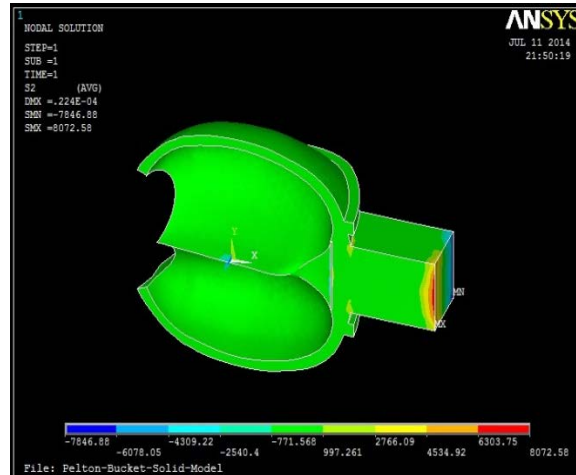 1
NODAL SOLUTION
ANSYS
JUL 11 2014
21:50:19
STEP=1
SUB =1
TIME=1
S2 (AVG)
DMX =.224E-04
SMN =-7846.88
SMX =8072.58
Y
X
MN
MX
-7846.88 -4309.22 -771.568 2766.09 6303.75
-6078.05 -2540.4 997.261 4534.92 8072.58
File: Pelton-Bucket-Solid-Model